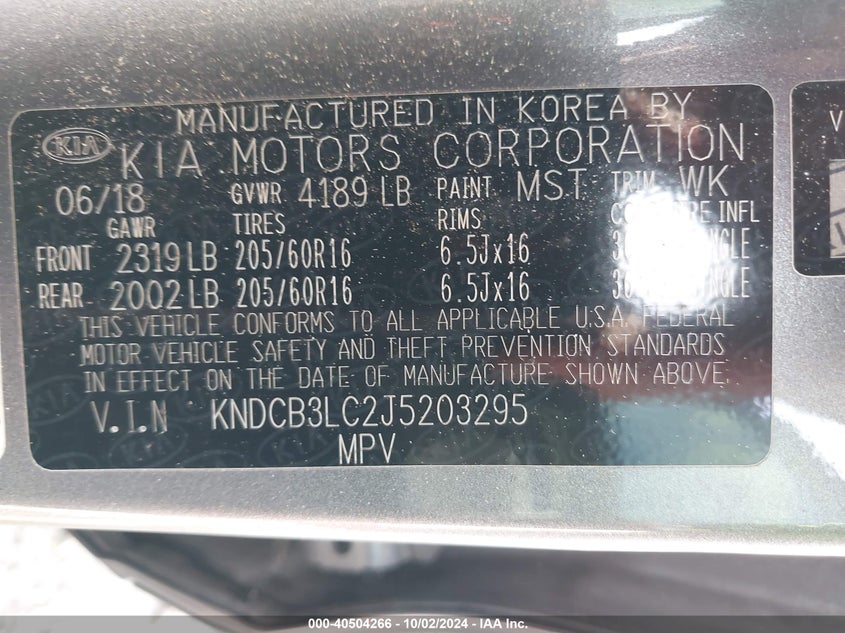 MANUFACTURED IN KOREA BY
KIA KIA MOTORS CORPORATION
06/18 GVWR 4189 LB PAINT MST TRIM WK
GAWR TIRES RIMS INFL
FRONT 2319 LB 205/60R16 6.5Jx16
REAR 2002 LB 205/60R16 6.5Jx16
THIS VEHICLE CONFORMS TO ALL APPLICABLE U.S.A. FEDERAL
MOTOR VEHICLE SAFETY AND THEFT PREVENTION STANDARDS
IN EFFECT ON THE DATE OF MANUFACTURE SHOWN ABOVE.
V.I.N KNDCB3LC2J5203295
MPV
V
000-40504266 - 10/02/2024 - IAA Inc.